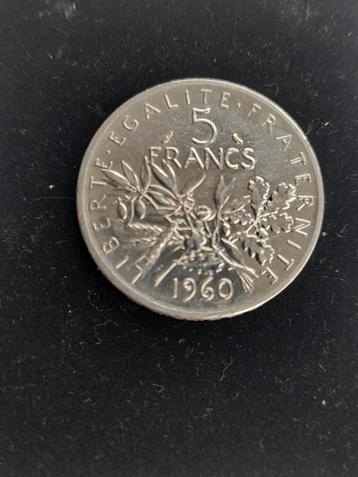 LIBERTE · EGALITE · FRATERNITE
5
FRANCS
1960